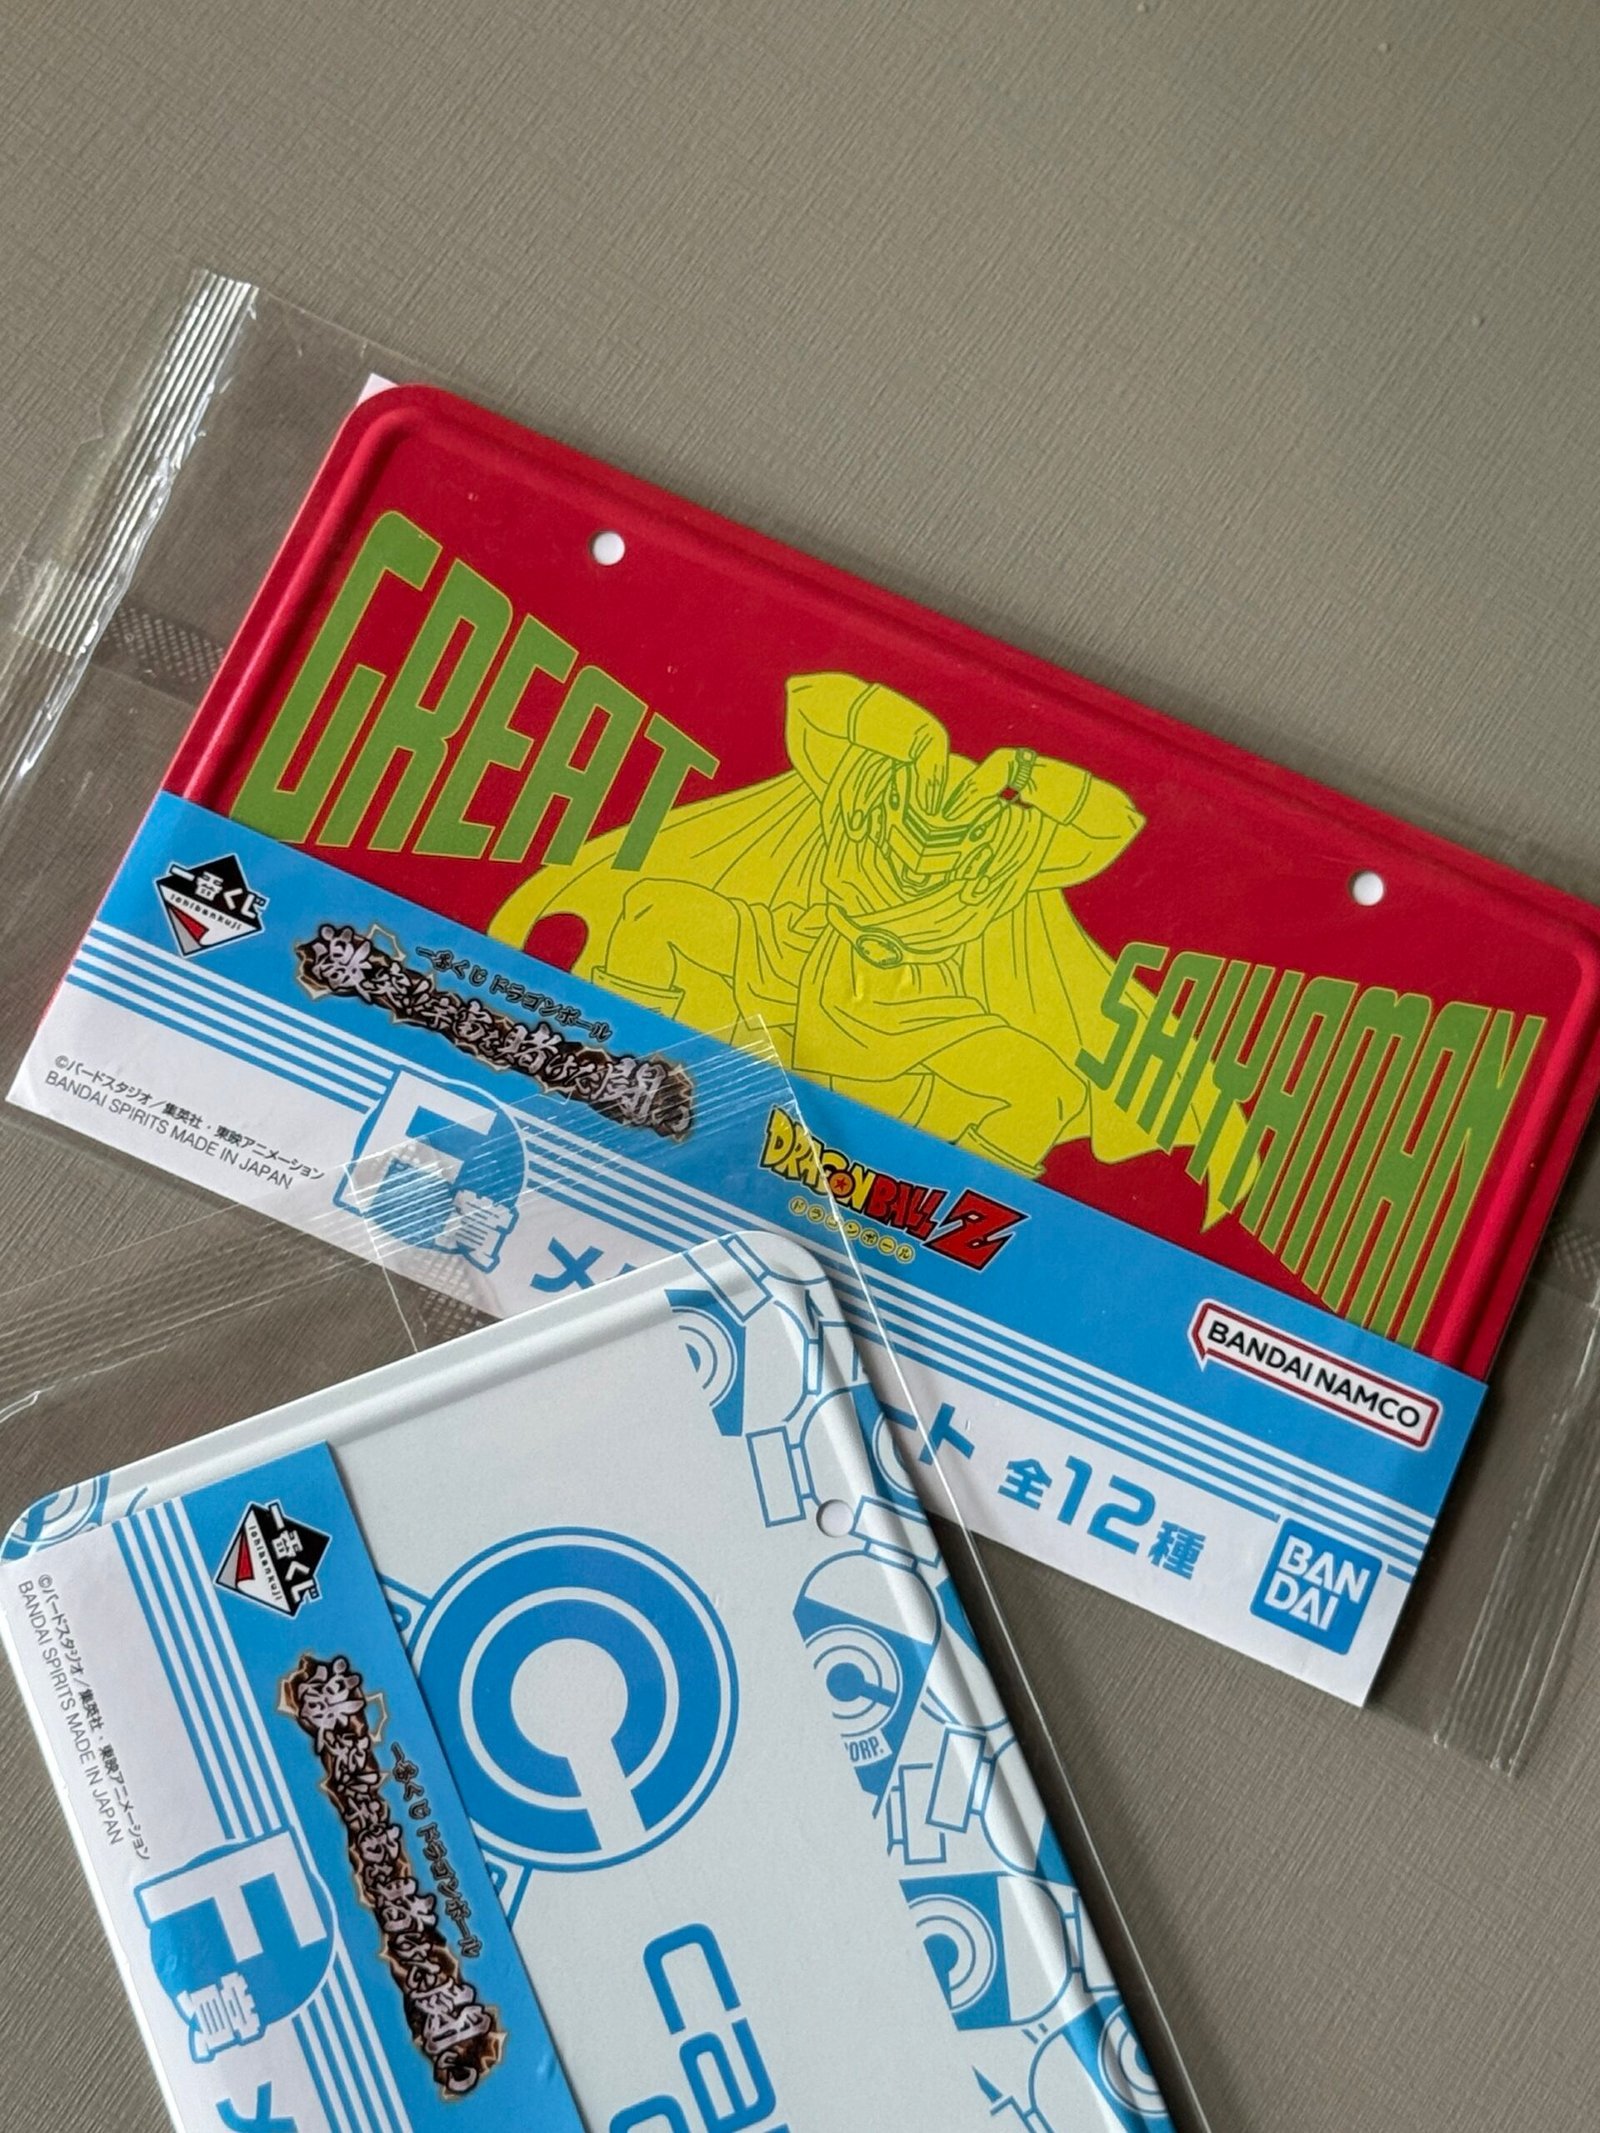 GREAT
SAIYAMAN
一番くじ
ichibankuji
一番くじ ドラゴンボール
激突!!宇宙を賭けた闘い
©バードスタジオ/集英社・東映アニメーション
BANDAI SPIRITS MADE IN JAPAN
DRAGON BALL Z
ドラゴンボール
BANDAI NAMCO
F賞
メ
ート 全12種
BAN
DAI
一番くじ
ichibankuji
一番くじ ドラゴンボール
激突!!宇宙を賭けた闘い
©バードスタジオ/集英社・東映アニメーション
BANDAI SPIRITS MADE IN JAPAN
F賞
メ
C
Ca
CORP.